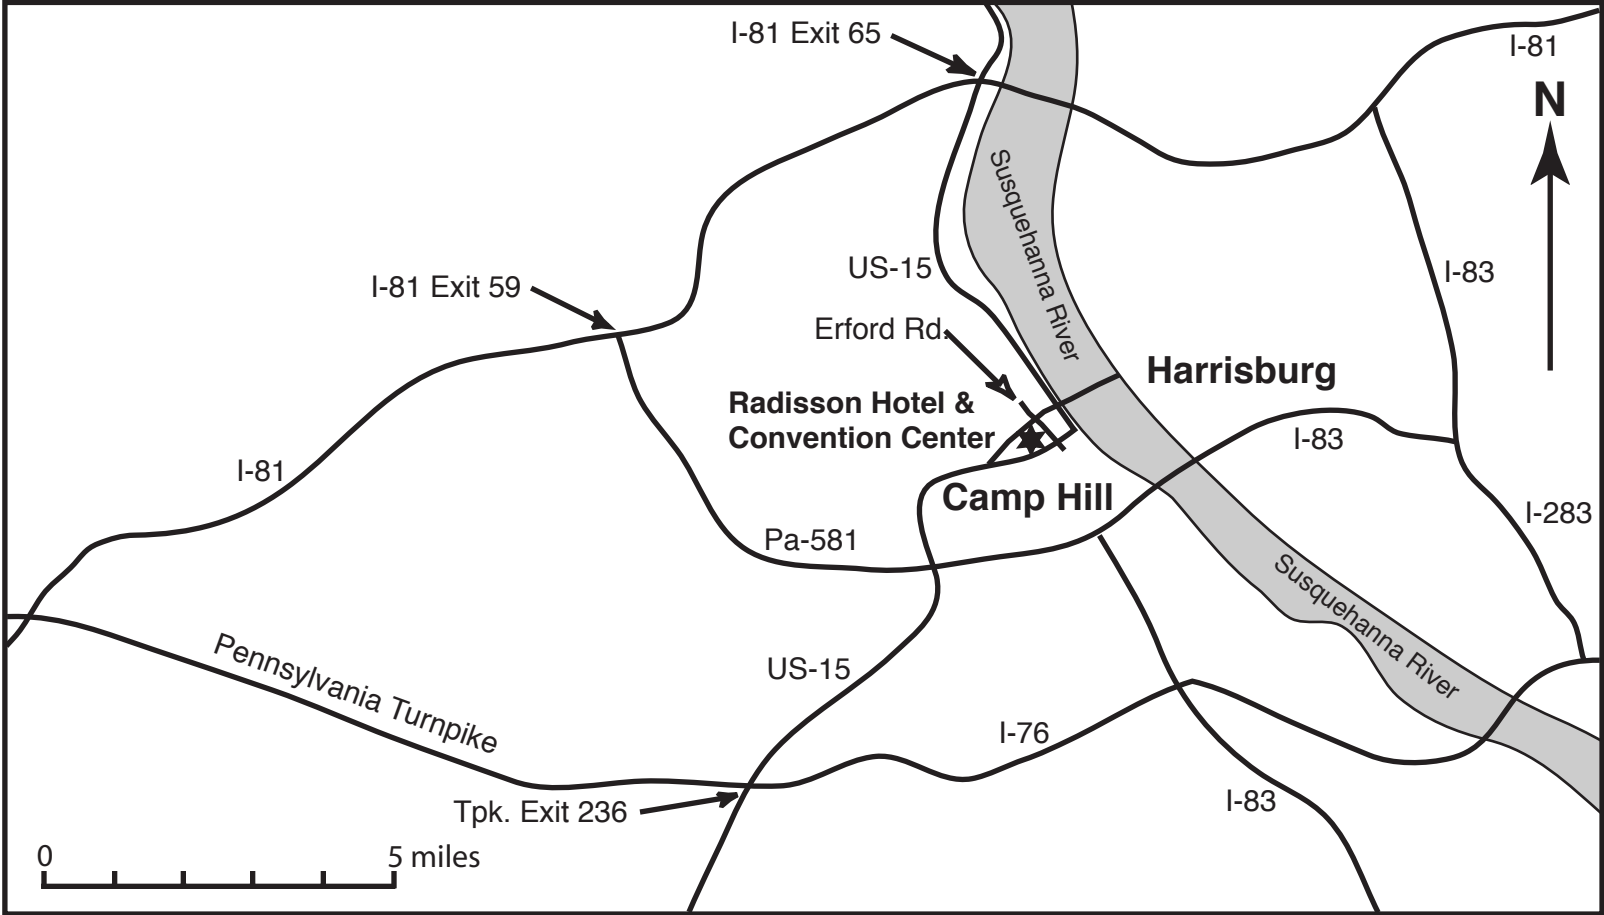 I-81 Exit 65
I-81
N
Susquehanna River
US-15
I-83
I-81 Exit 59
Erford Rd.
Harrisburg
Radisson Hotel &
Convention Center
I-83
I-81
Camp Hill
I-283
Pa-581
Susquehanna River
Pennsylvania Turnpike
US-15
I-76
I-83
Tpk. Exit 236
0 5 miles